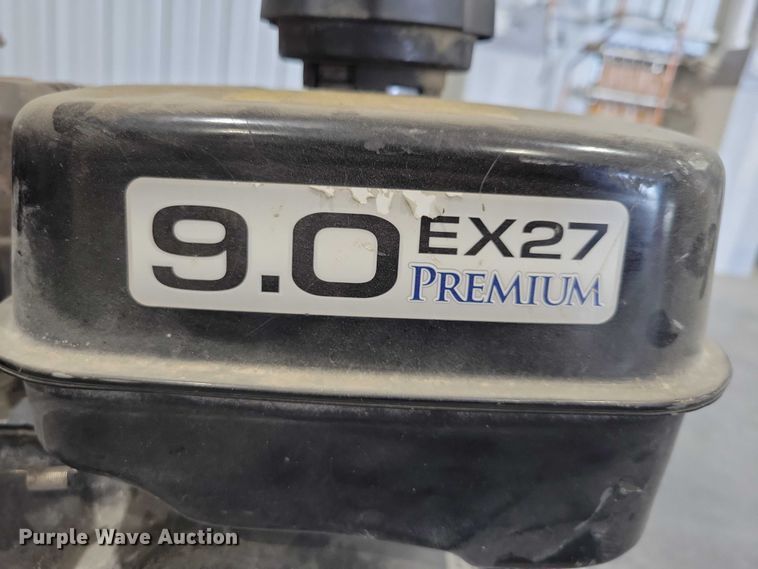 9.0 EX27
PREMIUM
Purple Wave Auction